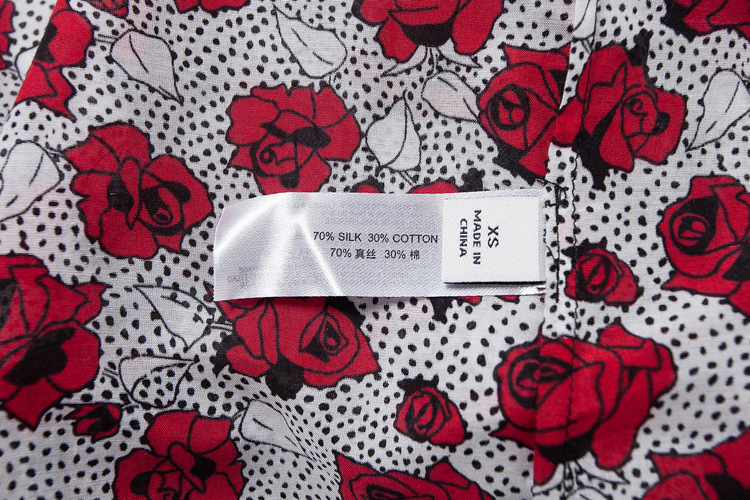 70% SILK 30% COTTON
70% 真丝 30% 棉
XS
MADE IN
CHINA